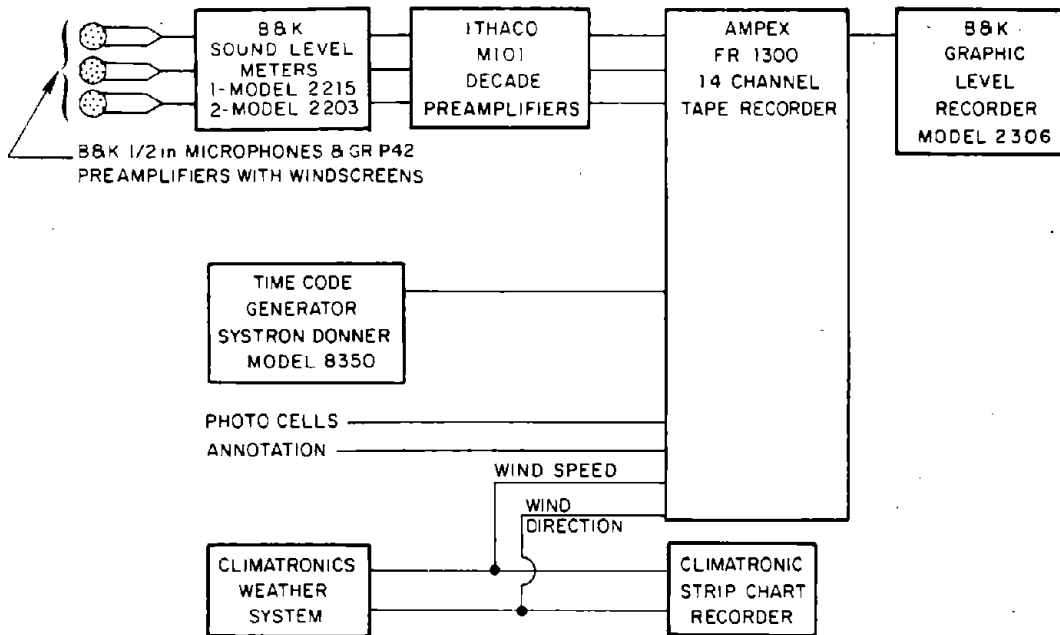 B&K
SOUND LEVEL
METERS
1-MODEL 2215
2-MODEL 2203
ITHACO
M101
DECADE
PREAMPLIFIERS
AMPEX
FR 1300
14 CHANNEL
TAPE RECORDER
B&K
GRAPHIC
LEVEL
RECORDER
MODEL 2306
B&K 1/2 in MICROPHONES & GR P42
PREAMPLIFIERS WITH WINDSCREENS
TIME CODE
GENERATOR
SYSTRON DONNER
MODEL 8350
PHOTO CELLS
ANNOTATION
WIND SPEED
WIND
DIRECTION
CLIMATRONICS
WEATHER
SYSTEM
CLIMATRONIC
STRIP CHART
RECORDER